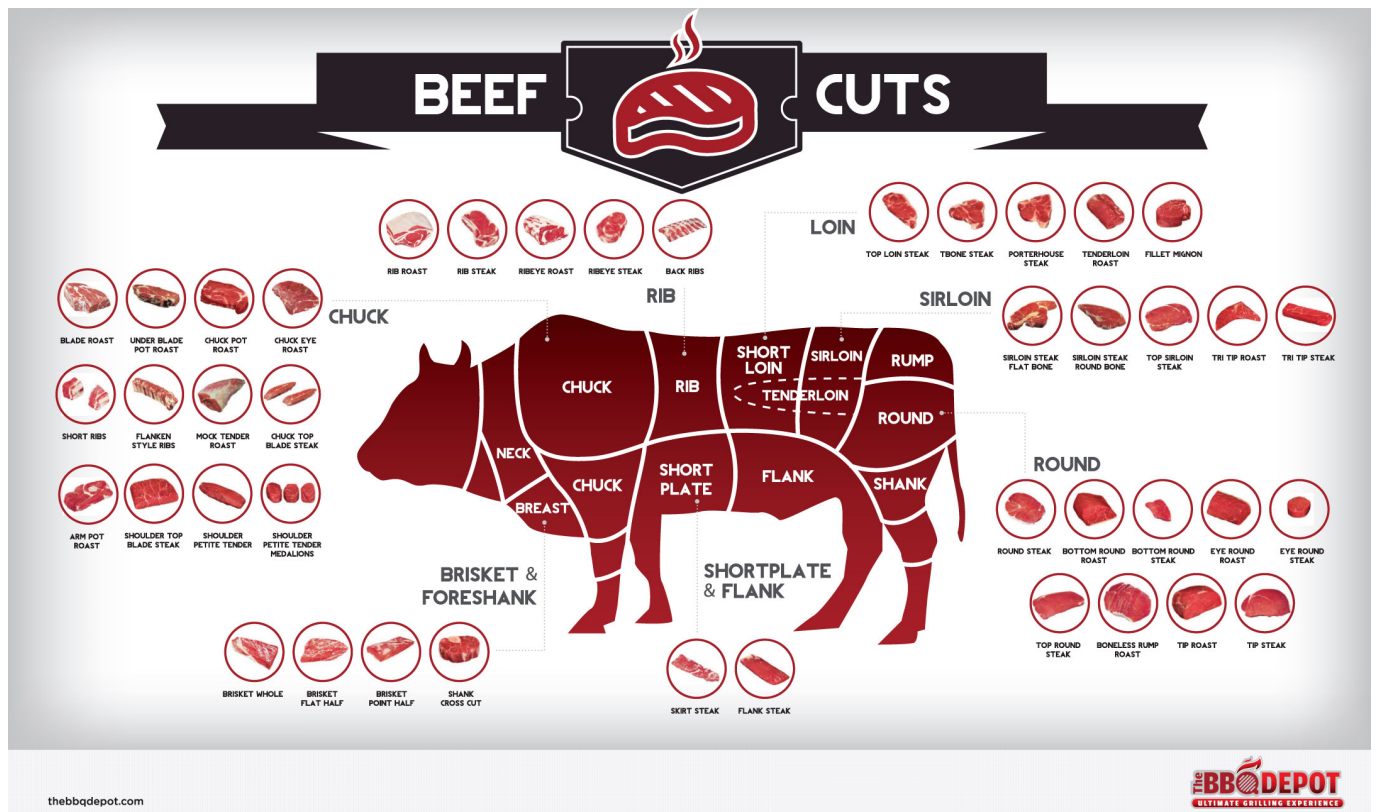 BEEF CUTS
RIB ROAST
RIB STEAK
RIBEYE ROAST
RIBEYE STEAK
BACK RIBS
RIB
LOIN
TOP LOIN STEAK
TBONE STEAK
PORTERHOUSE
STEAK
TENDERLOIN
ROAST
FILLET MIGNON
SIRLOIN
SIRLOIN STEAK
FLAT BONE
SIRLOIN STEAK
ROUND BONE
TOP SIRLOIN
STEAK
TRI TIP ROAST
TRI TIP STEAK
CHUCK
BLADE ROAST
UNDER BLADE
POT ROAST
CHUCK POT
ROAST
CHUCK EYE
ROAST
SHORT RIBS
FLANKEN
STYLE RIBS
MOCK TENDER
ROAST
CHUCK TOP
BLADE STEAK
ARM POT
ROAST
SHOULDER TOP
BLADE STEAK
SHOULDER
PETITE TENDER
SHOULDER
PETITE TENDER
MEDALIONS
CHUCK
RIB
SHORT
LOIN
SIRLOIN
RUMP
TENDERLOIN
ROUND
NECK
CHUCK
BREAST
SHORT
PLATE
FLANK
SHANK
ROUND
ROUND STEAK
BOTTOM ROUND
ROAST
BOTTOM ROUND
STEAK
EYE ROUND
ROAST
EYE ROUND
STEAK
TOP ROUND
STEAK
BONELESS RUMP
ROAST
TIP ROAST
TIP STEAK
BRISKET &
FORESHANK
BRISKET WHOLE
BRISKET
FLAT HALF
BRISKET
POINT HALF
SHANK
CROSS CUT
SHORTPLATE
& FLANK
SKIRT STEAK
FLANK STEAK
thebbqdepot.com
THE BBQ DEPOT
ULTIMATE GRILLING EXPERIENCE